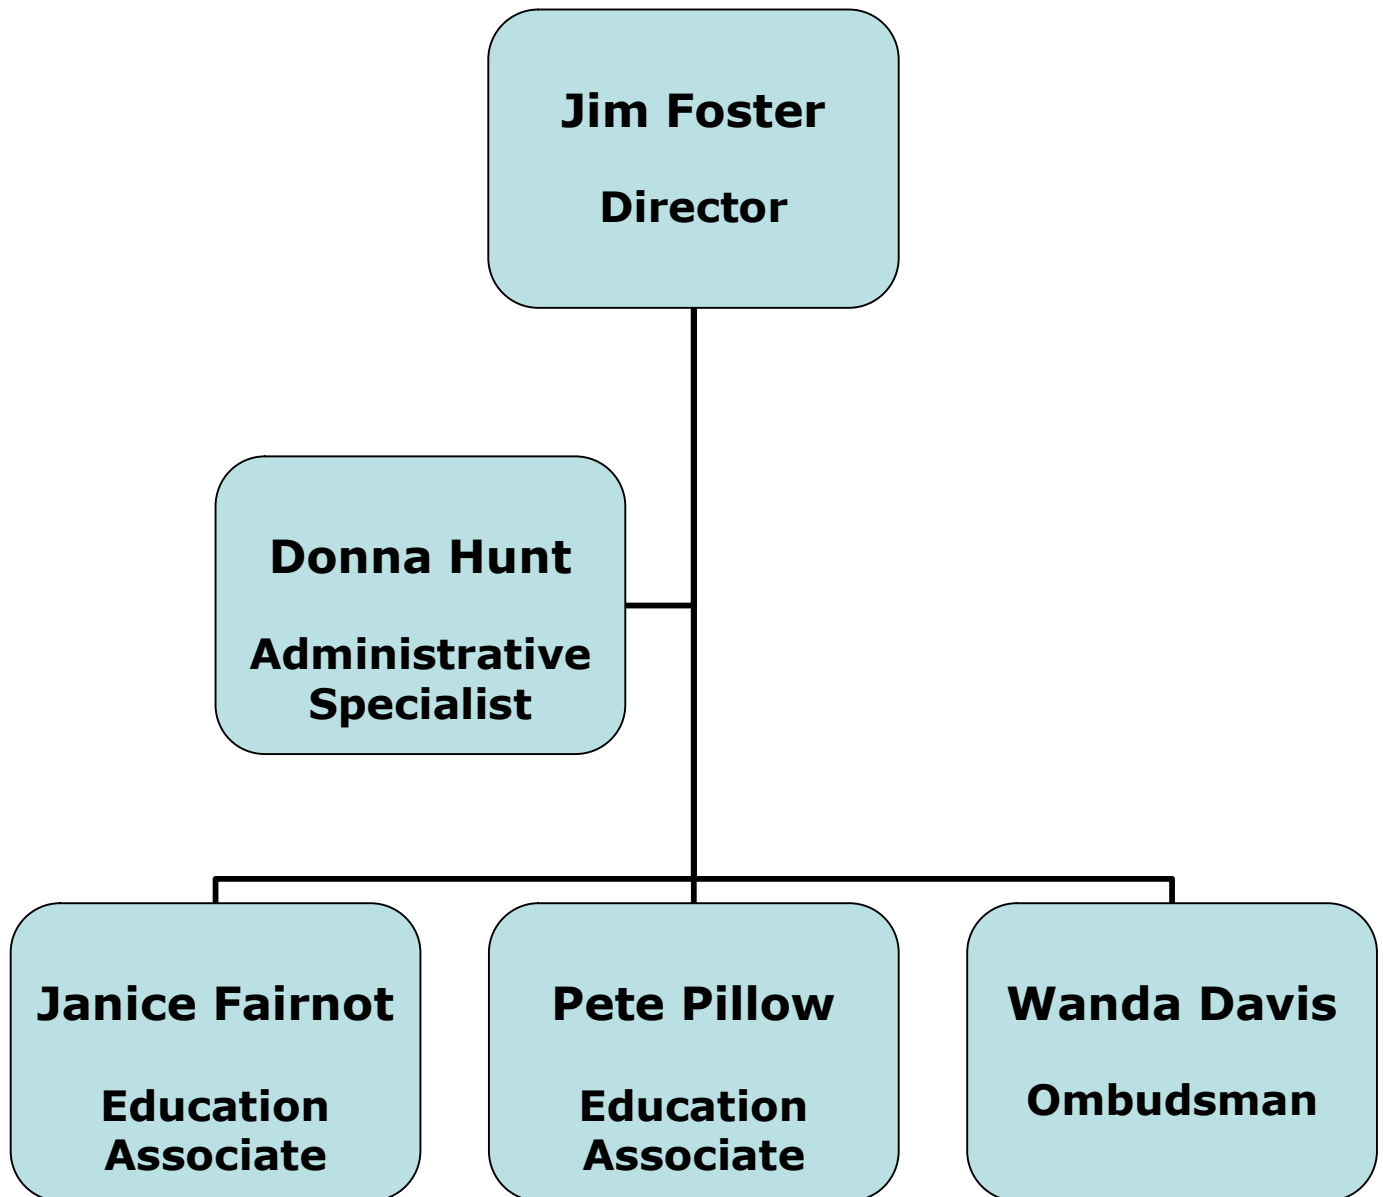 Jim Foster
Director
Donna Hunt
Administrative
Specialist
Janice Fairnot
Education
Associate
Pete Pillow
Education
Associate
Wanda Davis
Ombudsman